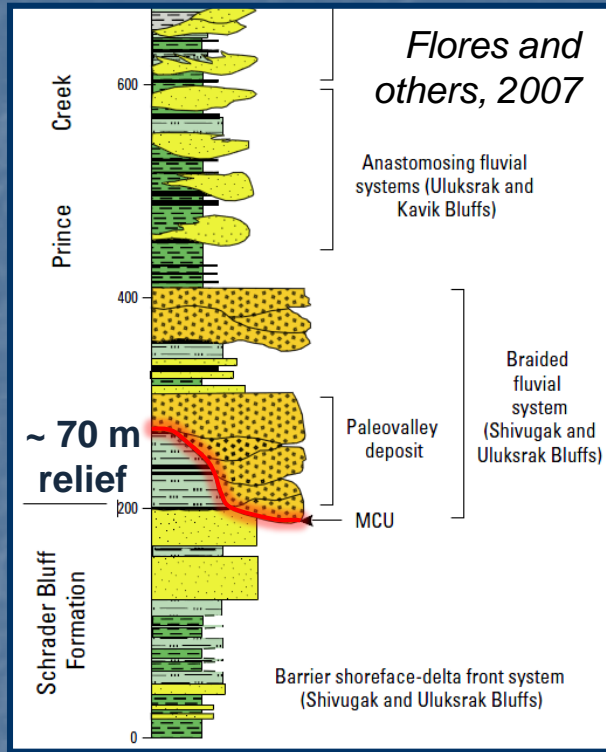 Flores and
others, 2007
600
Creek
Prince
Anastomosing fluvial
systems (Uluksrak and
Kavik Bluffs)
400
Braided
fluvial
system
(Shivugak and
Uluksrak Bluffs)
Paleovalley
deposit
~ 70 m
relief
200
MCU
Schrader Bluff
Formation
Barrier shoreface-delta front system
(Shivugak and Uluksrak Bluffs)
0